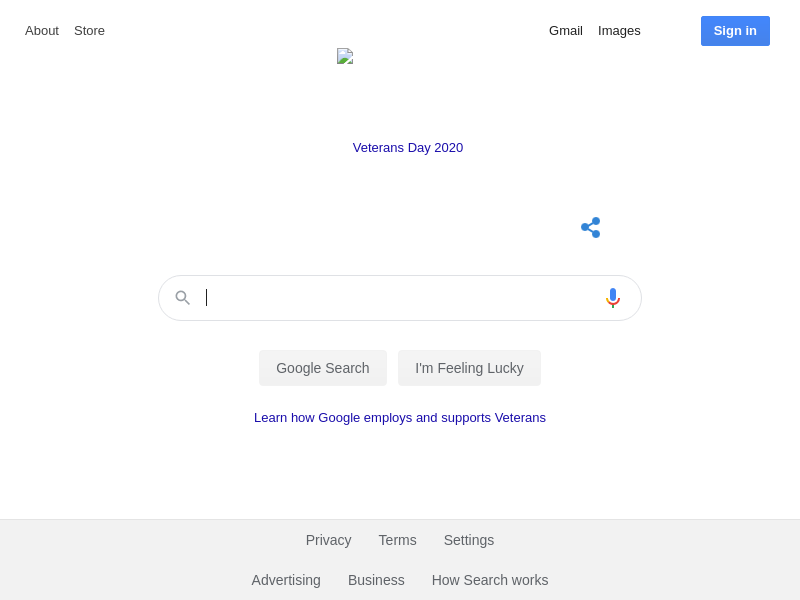 About Store Gmail Images Sign in
Veterans Day 2020
Google Search I'm Feeling Lucky
Learn how Google employs and supports Veterans
Privacy Terms Settings
Advertising Business How Search works